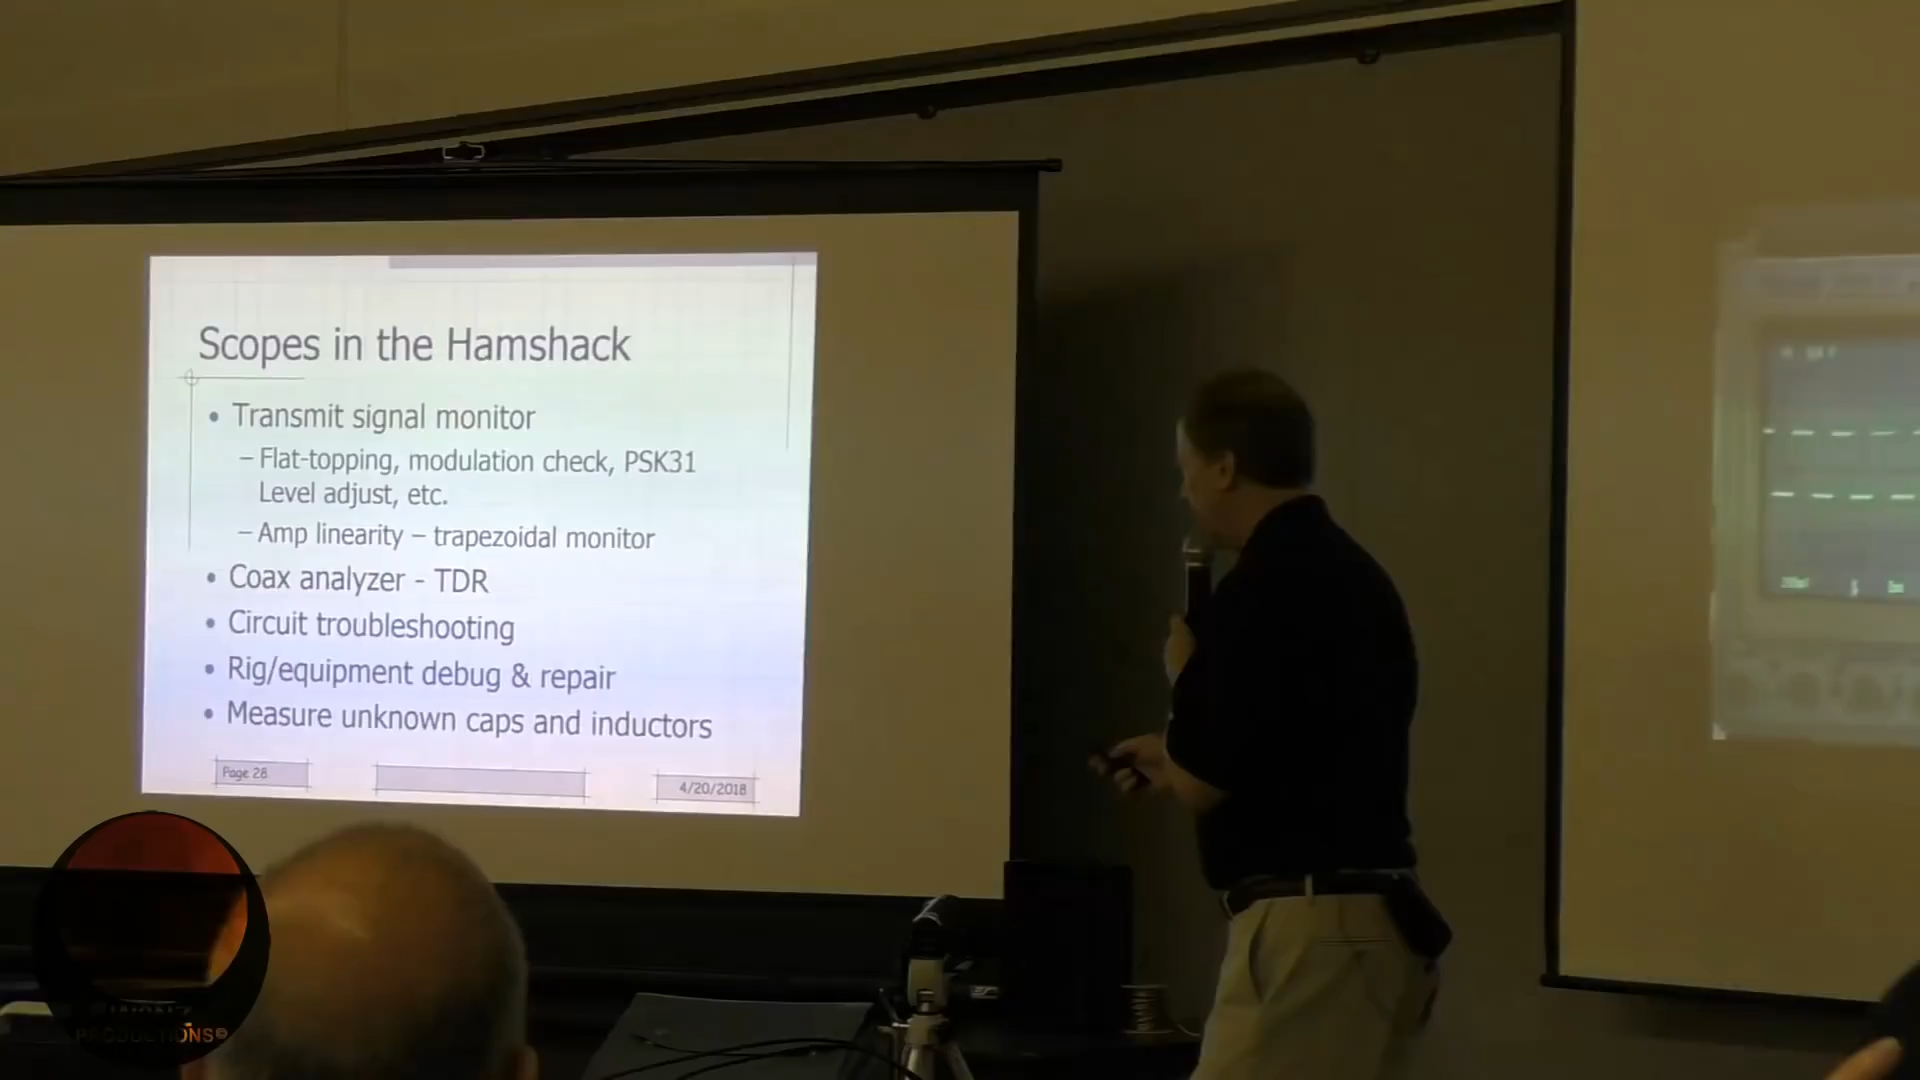 Scopes in the Hamshack
• Transmit signal monitor
– Flat-topping, modulation check, PSK31
Level adjust, etc.
– Amp linearity – trapezoidal monitor
• Coax analyzer - TDR
• Circuit troubleshooting
• Rig/equipment debug & repair
• Measure unknown caps and inductors
Page 28
4/20/2018
PRODUCTIONS©